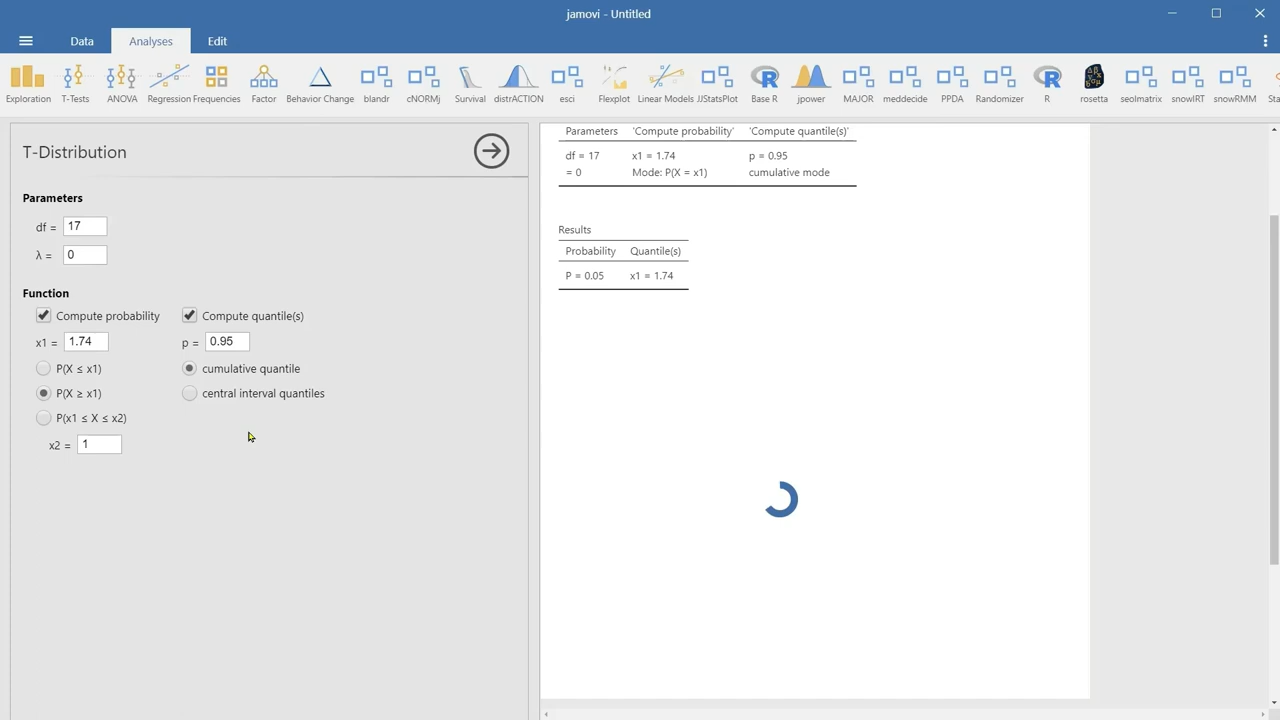 jamovi - Untitled
Data Analyses Edit
Exploration T-Tests ANOVA Regression Frequencies Factor Behavior Change blandr cNORMj Survival distrACTION esci Flexplot Linear Models JJStatsPlot Base R jpower MAJOR meddecide PPDA Randomizer R rosetta seolmatrix snowIRT snowRMM
T-Distribution
Parameters
df = 17
λ = 0
Function
Compute probability Compute quantile(s)
x1 = 1.74 p = 0.95
P(X ≤ x1) cumulative quantile
P(X ≥ x1) central interval quantiles
P(x1 ≤ X ≤ x2)
x2 = 1
Parameters 'Compute probability' 'Compute quantile(s)'
df = 17 x1 = 1.74 p = 0.95
= 0 Mode: P(X = x1) cumulative mode
Results
Probability Quantile(s)
P = 0.05 x1 = 1.74